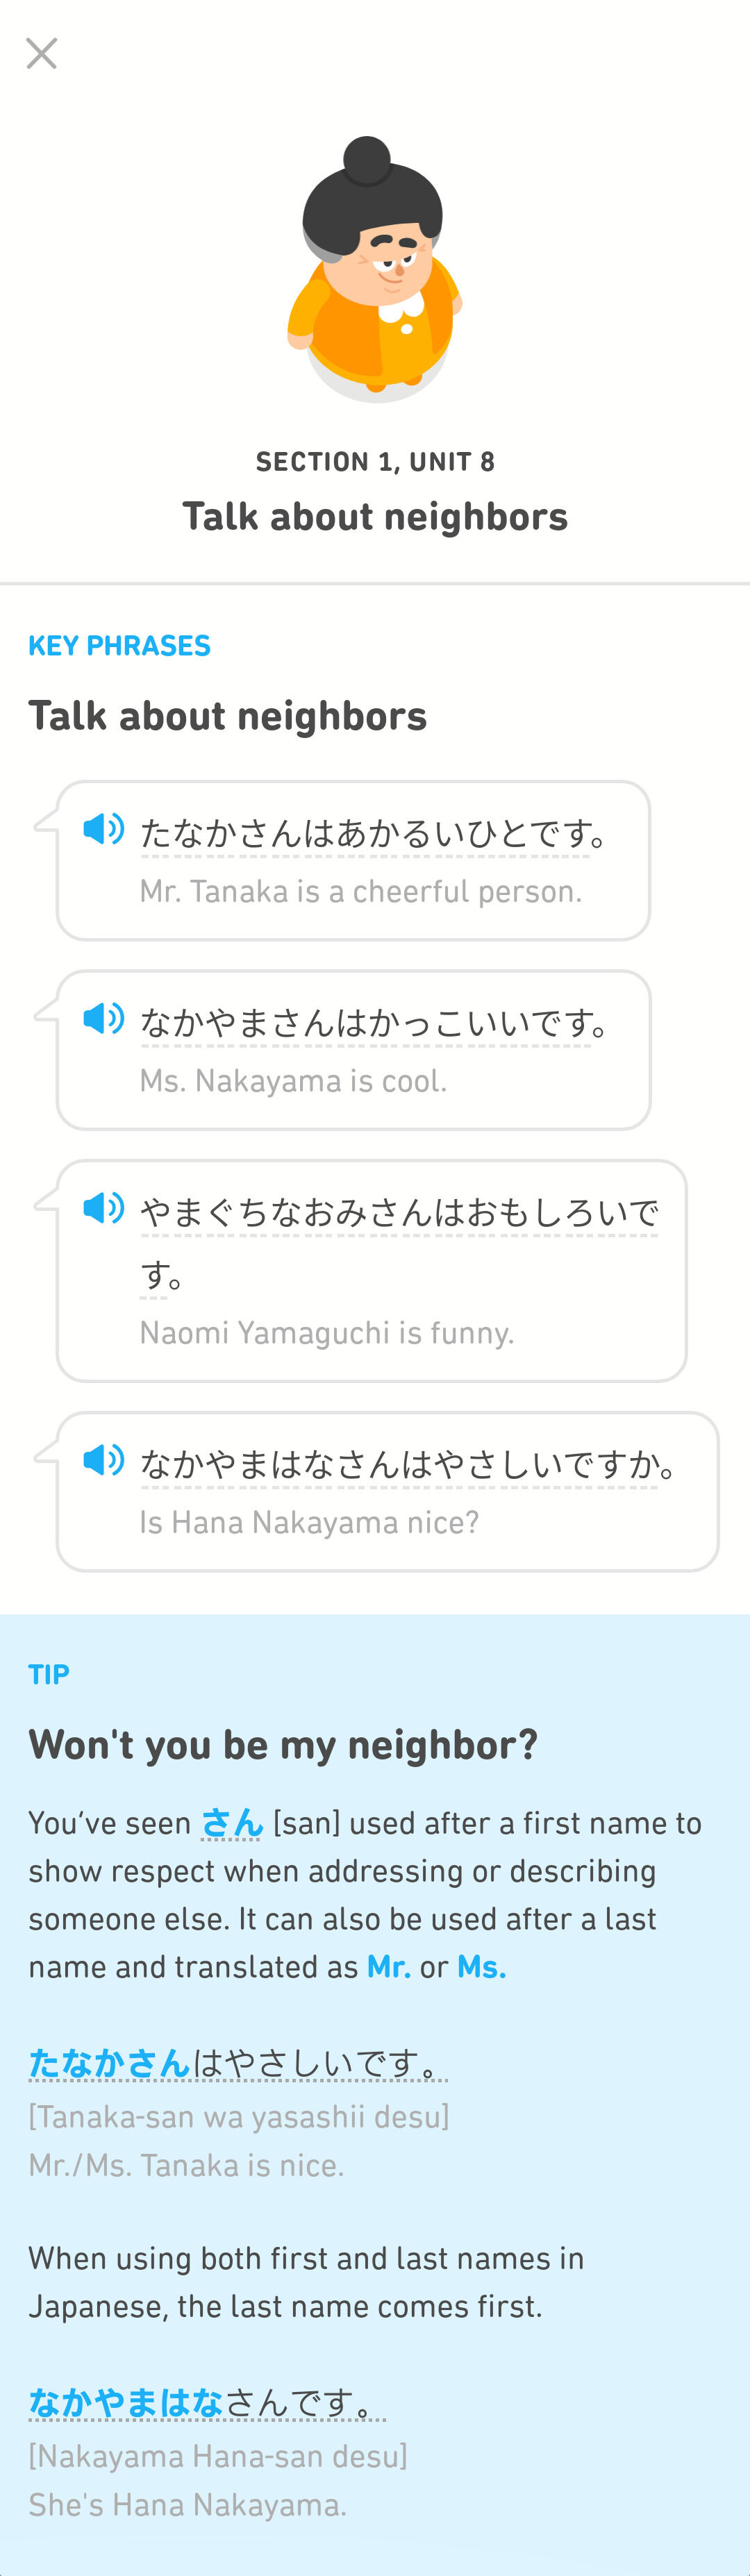 SECTION 1, UNIT 8
Talk about neighbors
KEY PHRASES
Talk about neighbors
たなかさんはあかるいひとです。
Mr. Tanaka is a cheerful person.
なかやまさんはかっこいいです。
Ms. Nakayama is cool.
やまぐちなおみさんはおもしろいで
す。
Naomi Yamaguchi is funny.
なかやまはなさんはやさしいですか。
Is Hana Nakayama nice?
TIP
Won't you be my neighbor?
You’ve seen さん [san] used after a first name to
show respect when addressing or describing
someone else. It can also be used after a last
name and translated as Mr. or Ms.
たなかさんはやさしいです。
[Tanaka-san wa yasashii desu]
Mr./Ms. Tanaka is nice.
When using both first and last names in
Japanese, the last name comes first.
なかやまはなさんです。
[Nakayama Hana-san desu]
She's Hana Nakayama.